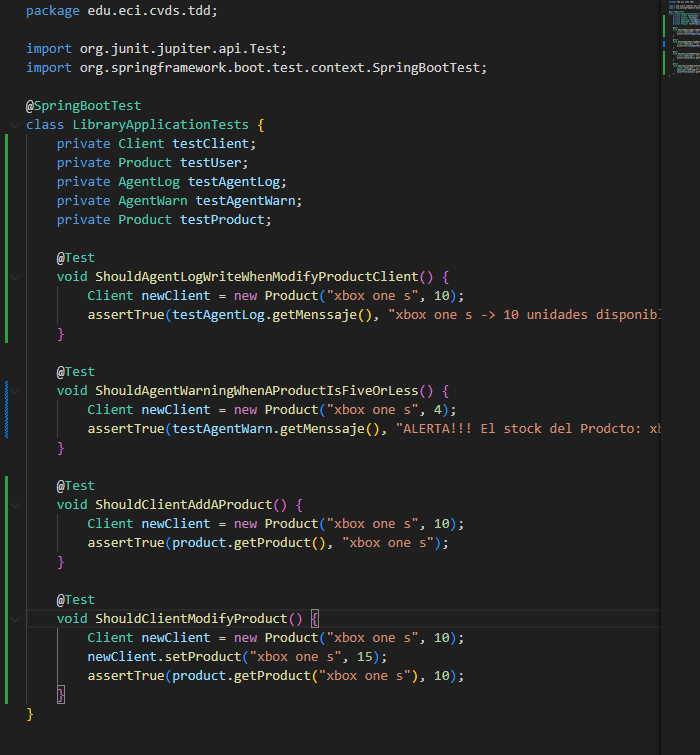 package edu.eci.cvds.tdd;
import org.junit.jupiter.api.Test;
import org.springframework.boot.test.context.SpringBootTest;
@SpringBootTest
class LibraryApplicationTests {
private Client testClient;
private Product testUser;
private AgentLog testAgentLog;
private AgentWarn testAgentWarn;
private Product testProduct;
@Test
void ShouldAgentLogWriteWhenModifyProductClient() {
Client newClient = new Product("xbox one s", 10);
assertTrue(testAgentLog.getMenssaje(), "xbox one s -> 10 unidades disponibl
}
@Test
void ShouldAgentWarningWhenAProductIsFiveOrLess() {
Client newClient = new Product("xbox one s", 4);
assertTrue(testAgentWarn.getMenssaje(), "ALERTA!!! El stock del Prodcto: xb
}
@Test
void ShouldClientAddAProduct() {
Client newClient = new Product("xbox one s", 10);
assertTrue(product.getProduct(), "xbox one s");
}
@Test
void ShouldClientModifyProduct() {
Client newClient = new Product("xbox one s", 10);
newClient.setProduct("xbox one s", 15);
assertTrue(product.getProduct("xbox one s"), 10);
}
}